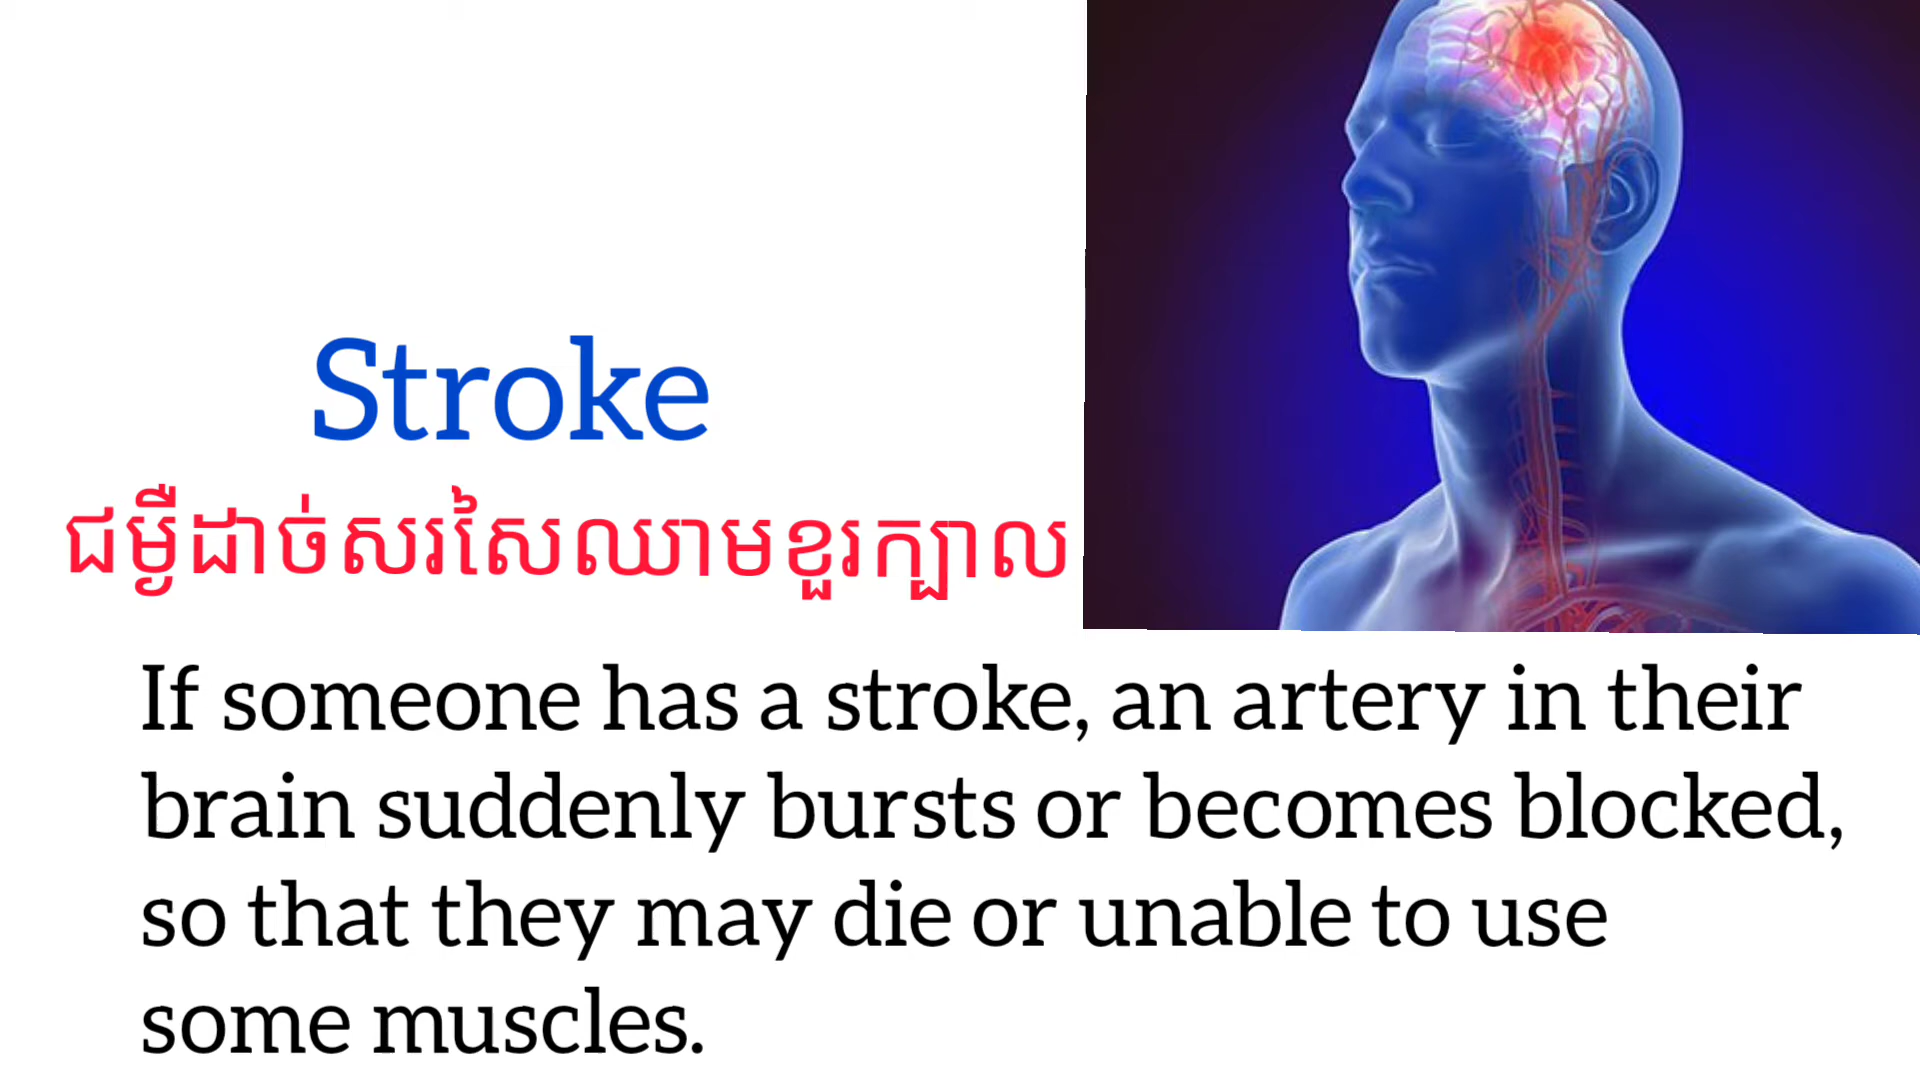 Stroke
ជម្ងឺដាច់សរសៃឈាមខួរក្បាល
If someone has a stroke, an artery in their
brain suddenly bursts or becomes blocked,
so that they may die or unable to use
some muscles.